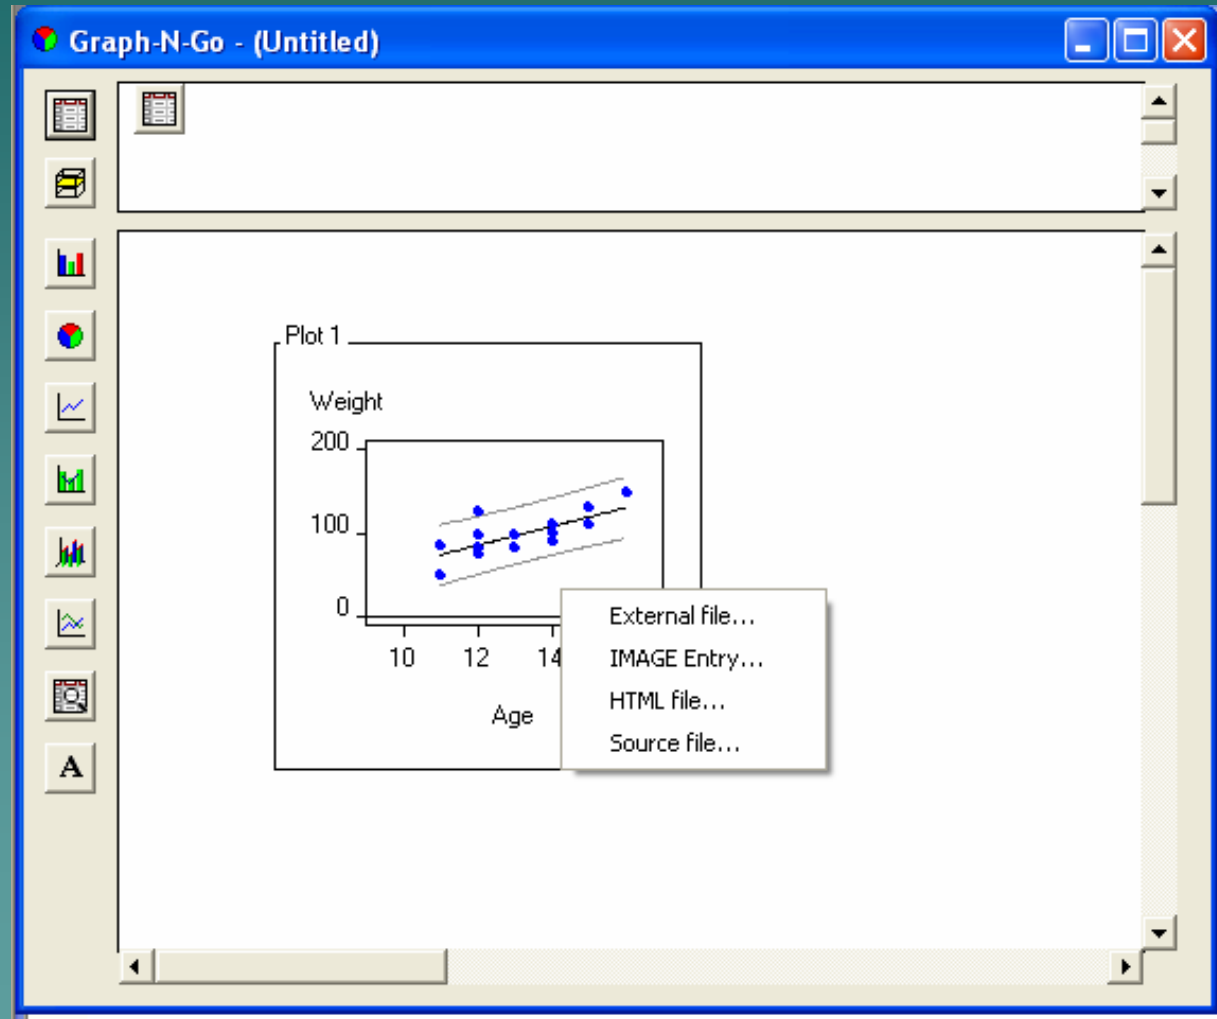 Graph-N-Go - (Untitled)
Plot 1
Weight
200
100
0
10 12 14
Age
External file...
IMAGE Entry...
HTML file...
Source file...
A